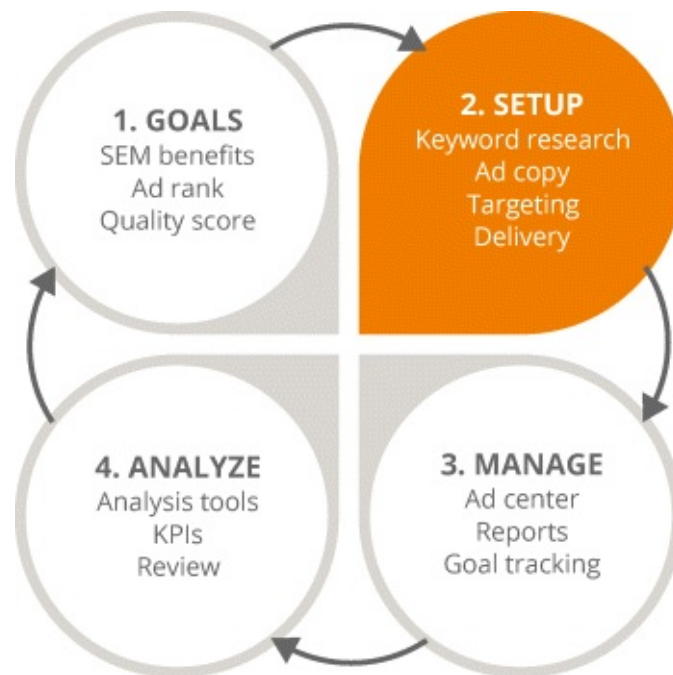 1. GOALS
SEM benefits
Ad rank
Quality score
2. SETUP
Keyword research
Ad copy
Targeting
Delivery
3. MANAGE
Ad center
Reports
Goal tracking
4. ANALYZE
Analysis tools
KPIs
Review